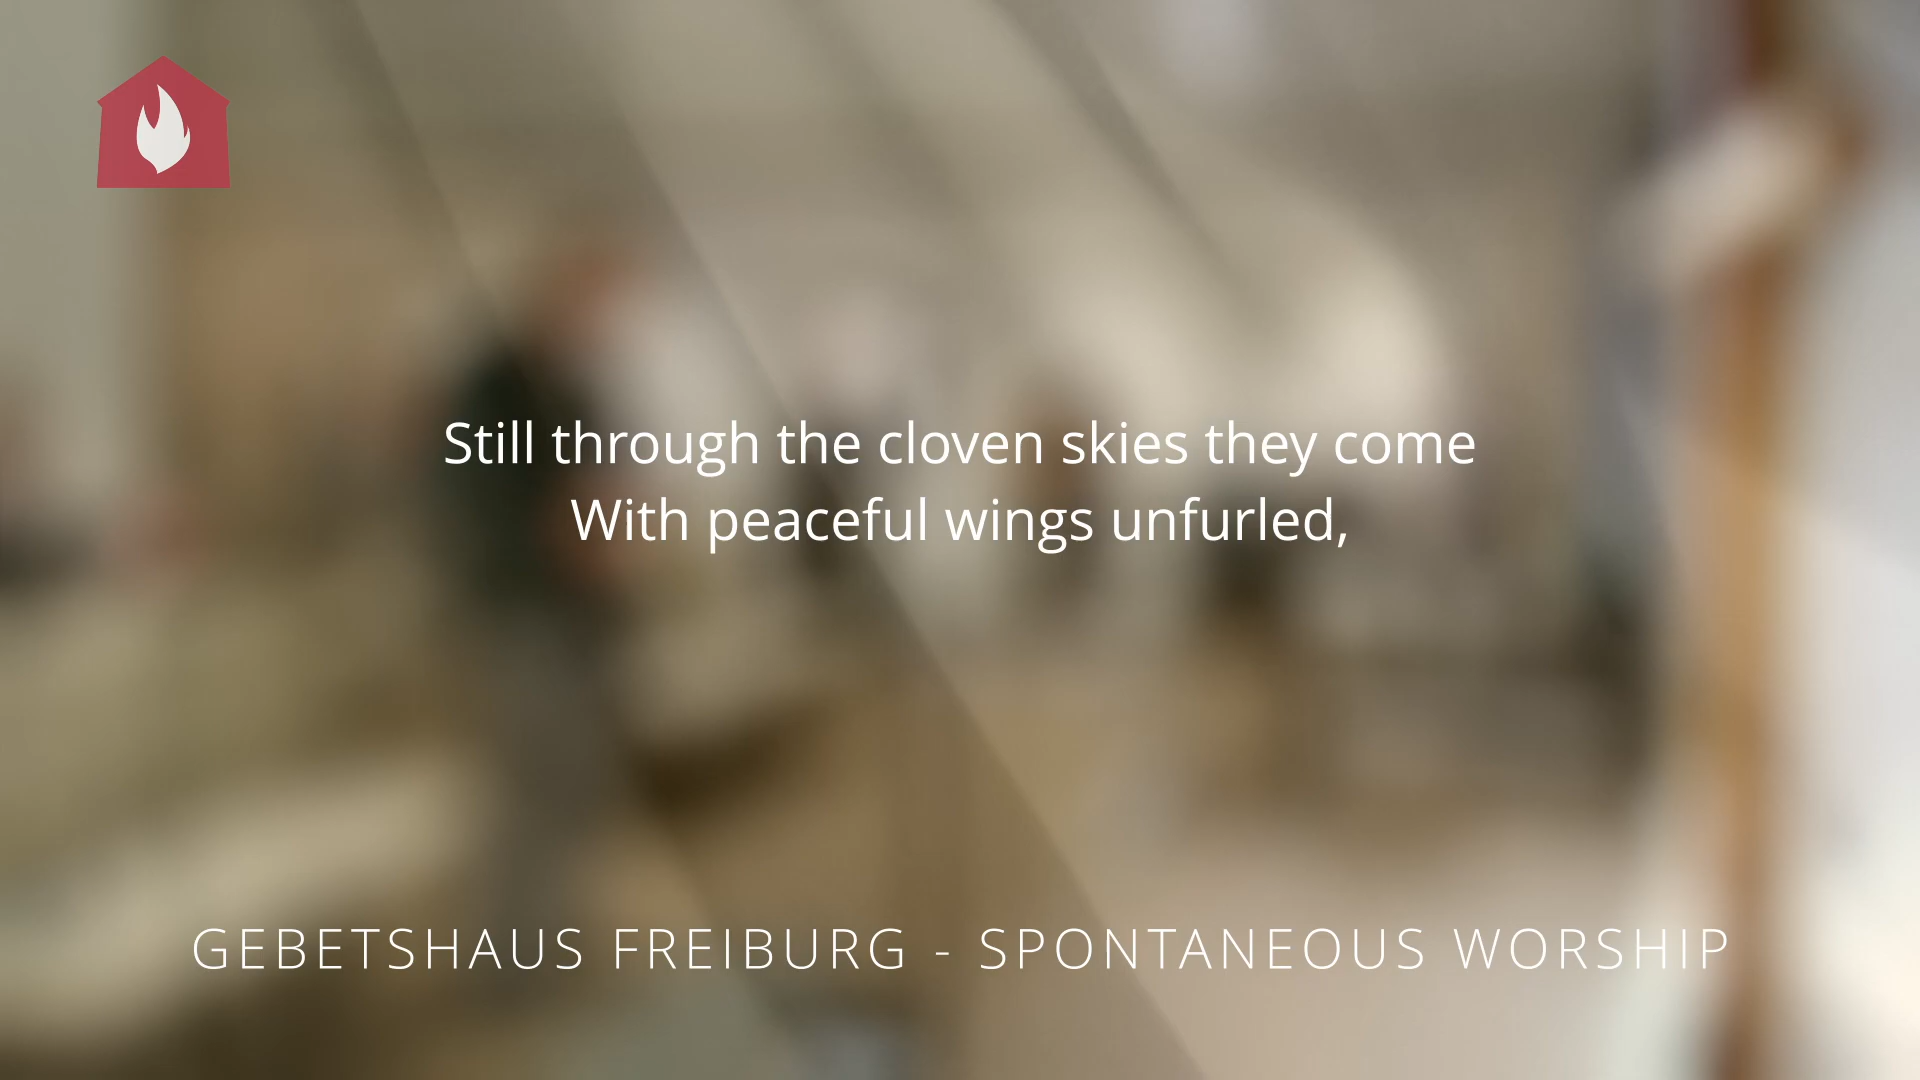 Still through the cloven skies they come
With peaceful wings unfurled,
GEBETSHAUS FREIBURG - SPONTANEOUS WORSHIP